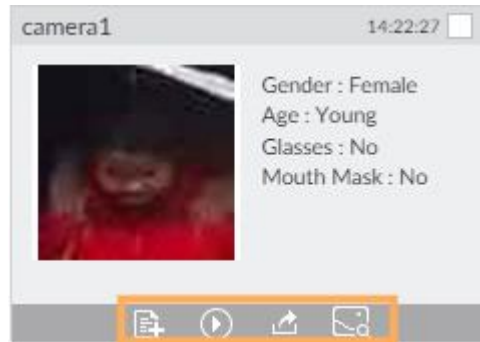 camera1
14:22:27
Gender : Female
Age : Young
Glasses : No
Mouth Mask : No